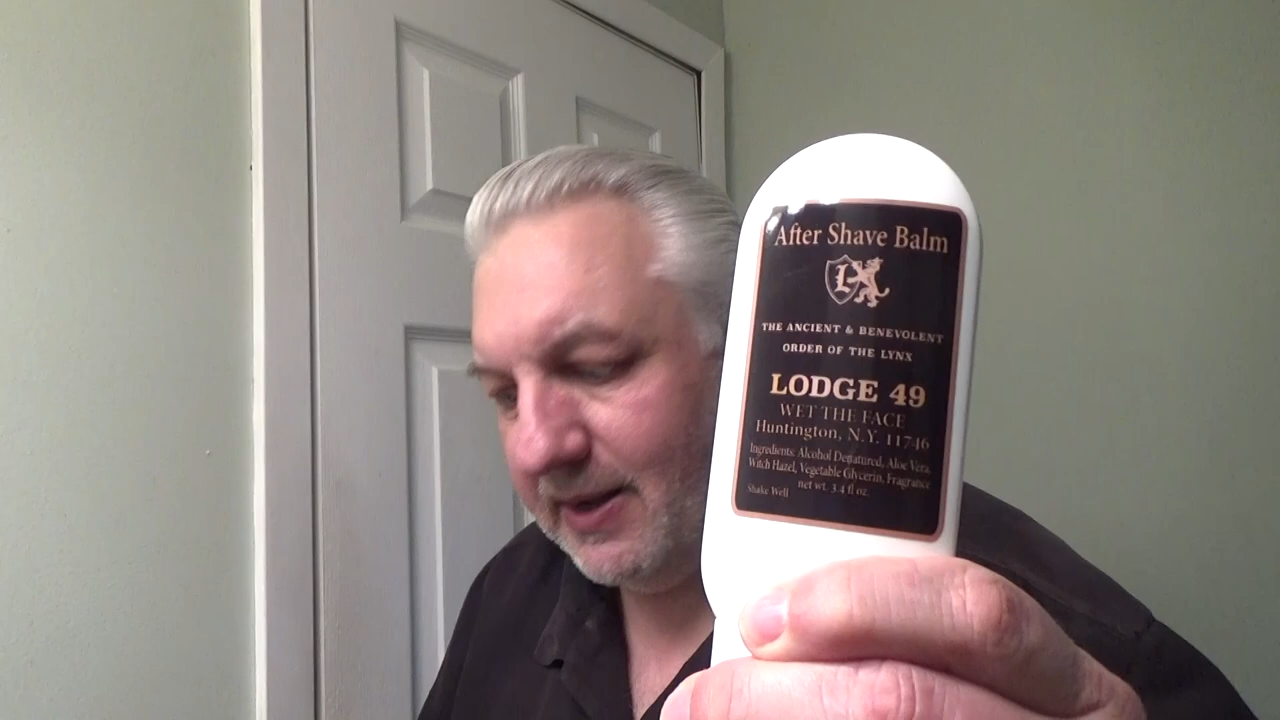 After Shave Balm
L
THE ANCIENT & BENEVOLENT
ORDER OF THE LYNX
LODGE 49
WET THE FACE
Huntington, N.Y. 11746
Ingredients: Alcohol Denatured, Aloe Vera,
Witch Hazel, Vegetable Glycerin, Fragrance
net wt. 3.4 fl oz.
Shake Well